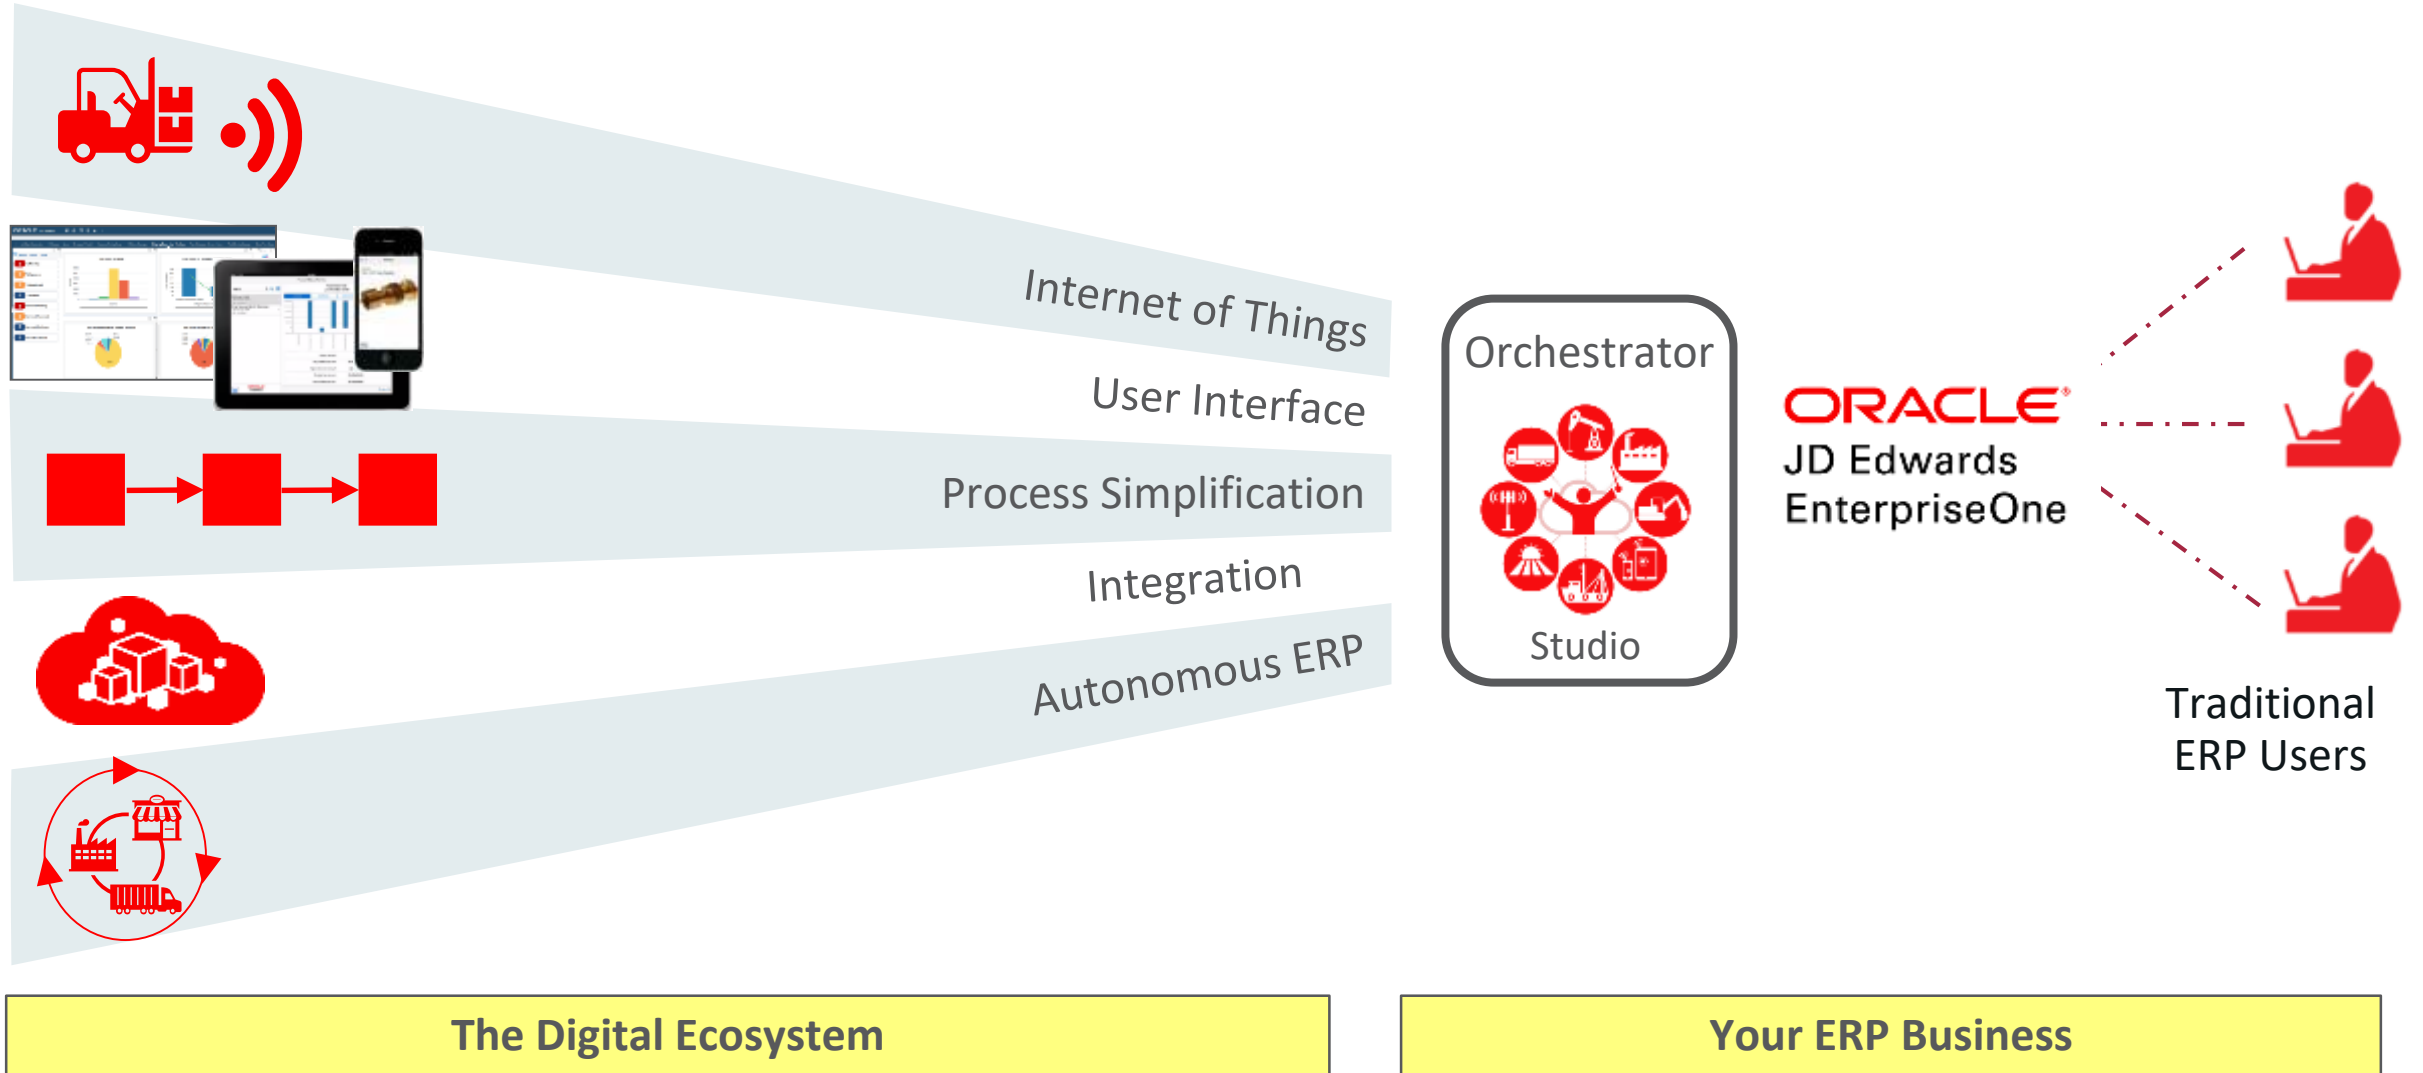 Internet of Things
User Interface
Process Simplification
Integration
Autonomous ERP
Orchestrator
Studio
ORACLE®
JD Edwards
EnterpriseOne
Traditional
ERP Users
The Digital Ecosystem
Your ERP Business